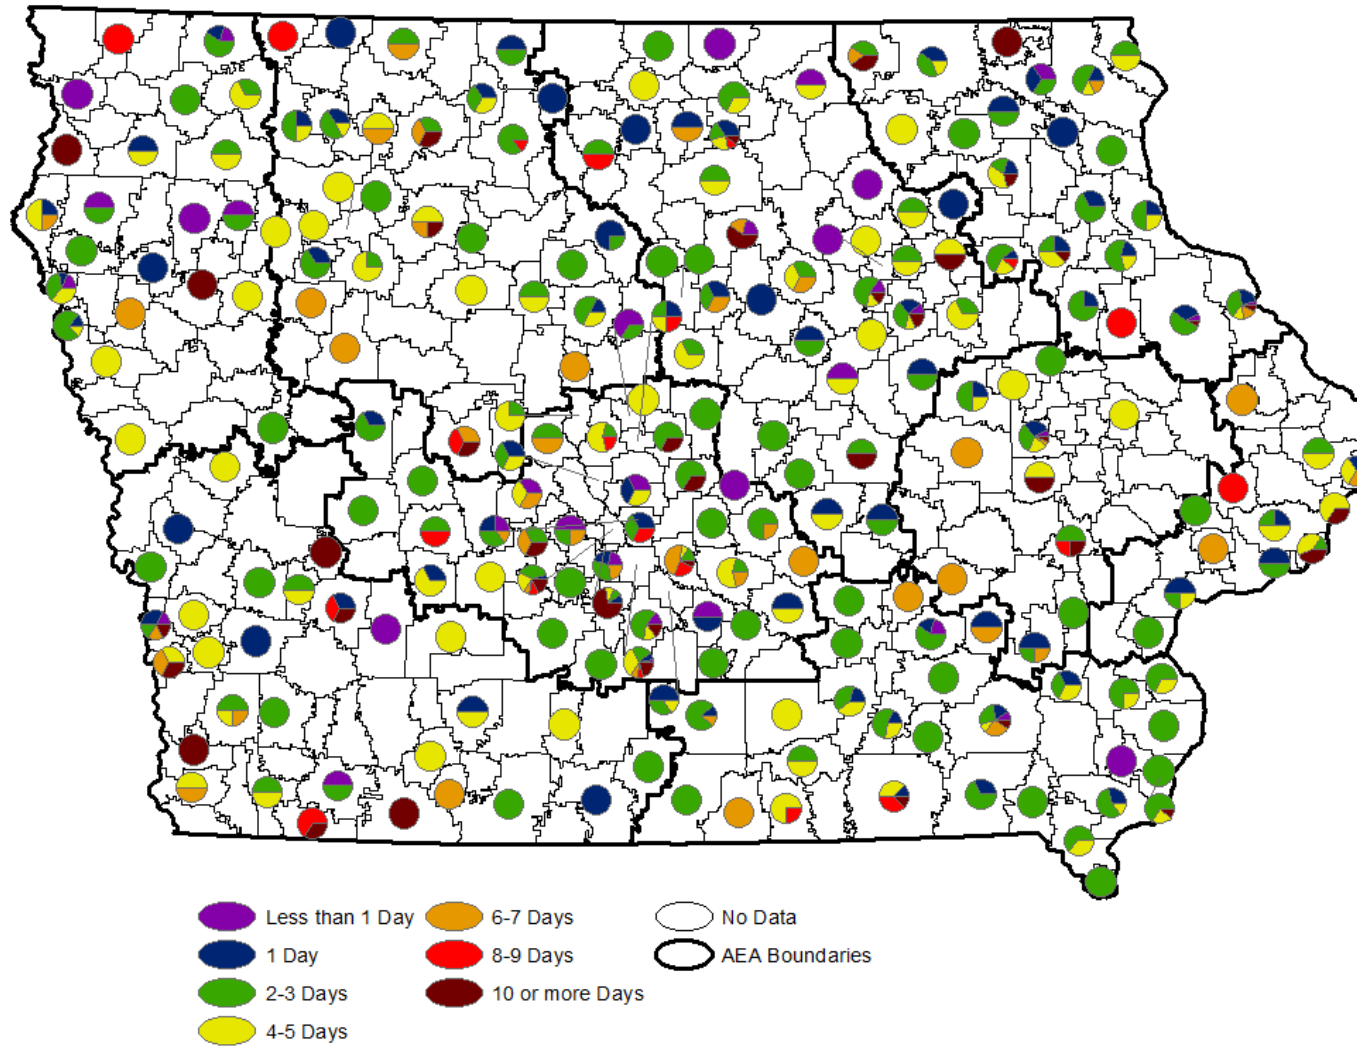 Less than 1 Day
6-7 Days
No Data
1 Day
8-9 Days
AEA Boundaries
2-3 Days
10 or more Days
4-5 Days